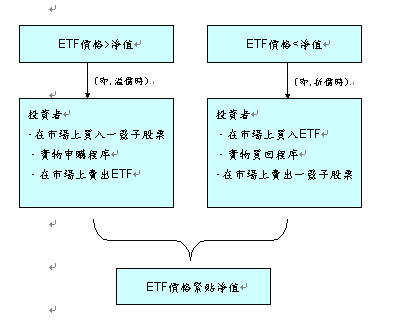 ETF價格>淨值
ETF價格<淨值
(即,溢價時)
(即,折價時)
投資者
-在市場上買入一籃子股票
-實物申購程序
-在市場上賣出ETF
投資者
-在市場上買入ETF
-實物買回程序
-在市場上賣出一籃子股票
ETF價格緊貼淨值